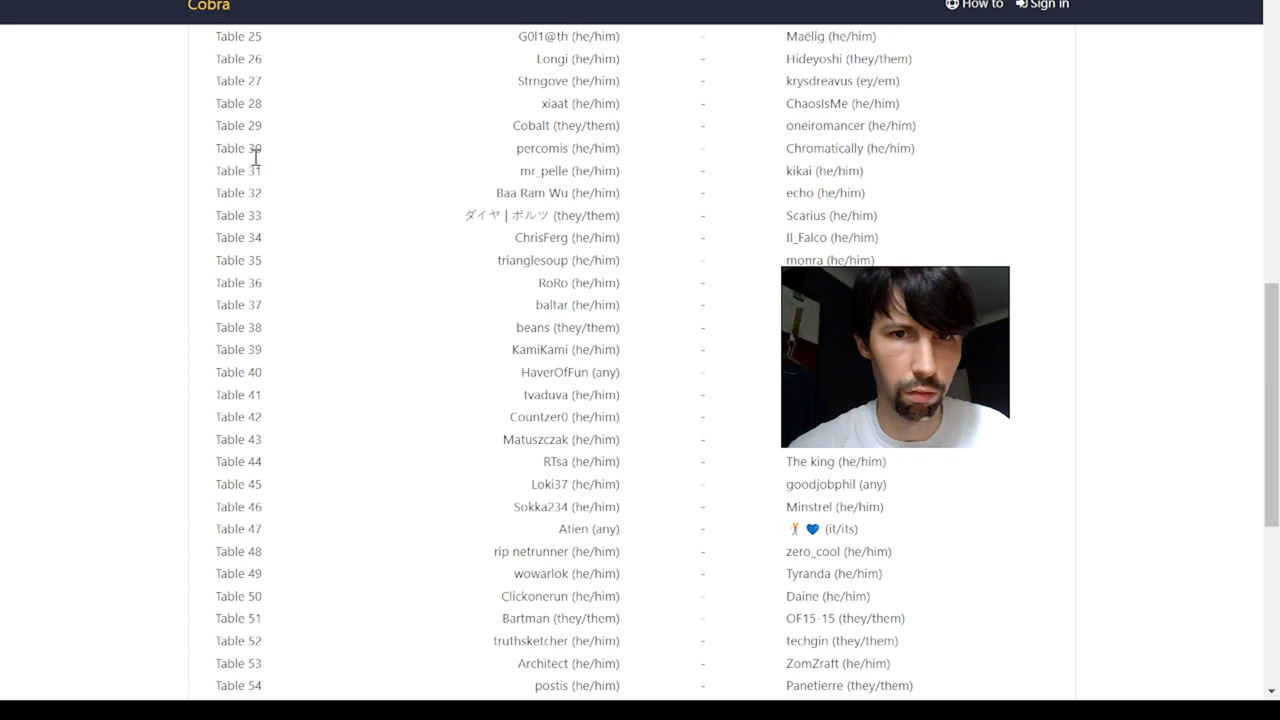 Cobra How to Sign in
Table 25 G0l1@th (he/him) - Maëlig (he/him)
Table 26 Longi (he/him) - Hideyoshi (they/them)
Table 27 Strngove (he/him) - krysdreavus (ey/em)
Table 28 xiaat (he/him) - ChaosIsMe (he/him)
Table 29 Cobalt (they/them) - oneiromancer (he/him)
Table 30 percomis (he/him) - Chromatically (he/him)
Table 31 mr_pelle (he/him) - kikai (he/him)
Table 32 Baa Ram Wu (he/him) - echo (he/him)
Table 33 ダイヤ | ボルツ (they/them) - Scarius (he/him)
Table 34 ChrisFerg (he/him) - Il_Falco (he/him)
Table 35 trianglesoup (he/him) - monra (he/him)
Table 36 RoRo (he/him) -
Table 37 baltar (he/him) -
Table 38 beans (they/them) -
Table 39 KamiKami (he/him) -
Table 40 HaverOfFun (any) -
Table 41 tvaduva (he/him) -
Table 42 Countzer0 (he/him) -
Table 43 Matuszczak (he/him) -
Table 44 RTsa (he/him) - The king (he/him)
Table 45 Loki37 (he/him) - goodjobphil (any)
Table 46 Sokka234 (he/him) - Minstrel (he/him)
Table 47 Atien (any) - 💙 (it/its)
Table 48 rip netrunner (he/him) - zero_cool (he/him)
Table 49 wowarlok (he/him) - Tyranda (he/him)
Table 50 Clickonerun (he/him) - Daine (he/him)
Table 51 Bartman (they/them) - OF15-15 (they/them)
Table 52 truthsketcher (he/him) - techgin (they/them)
Table 53 Architect (he/him) - ZomZraft (he/him)
Table 54 postis (he/him) - Panetierre (they/them)